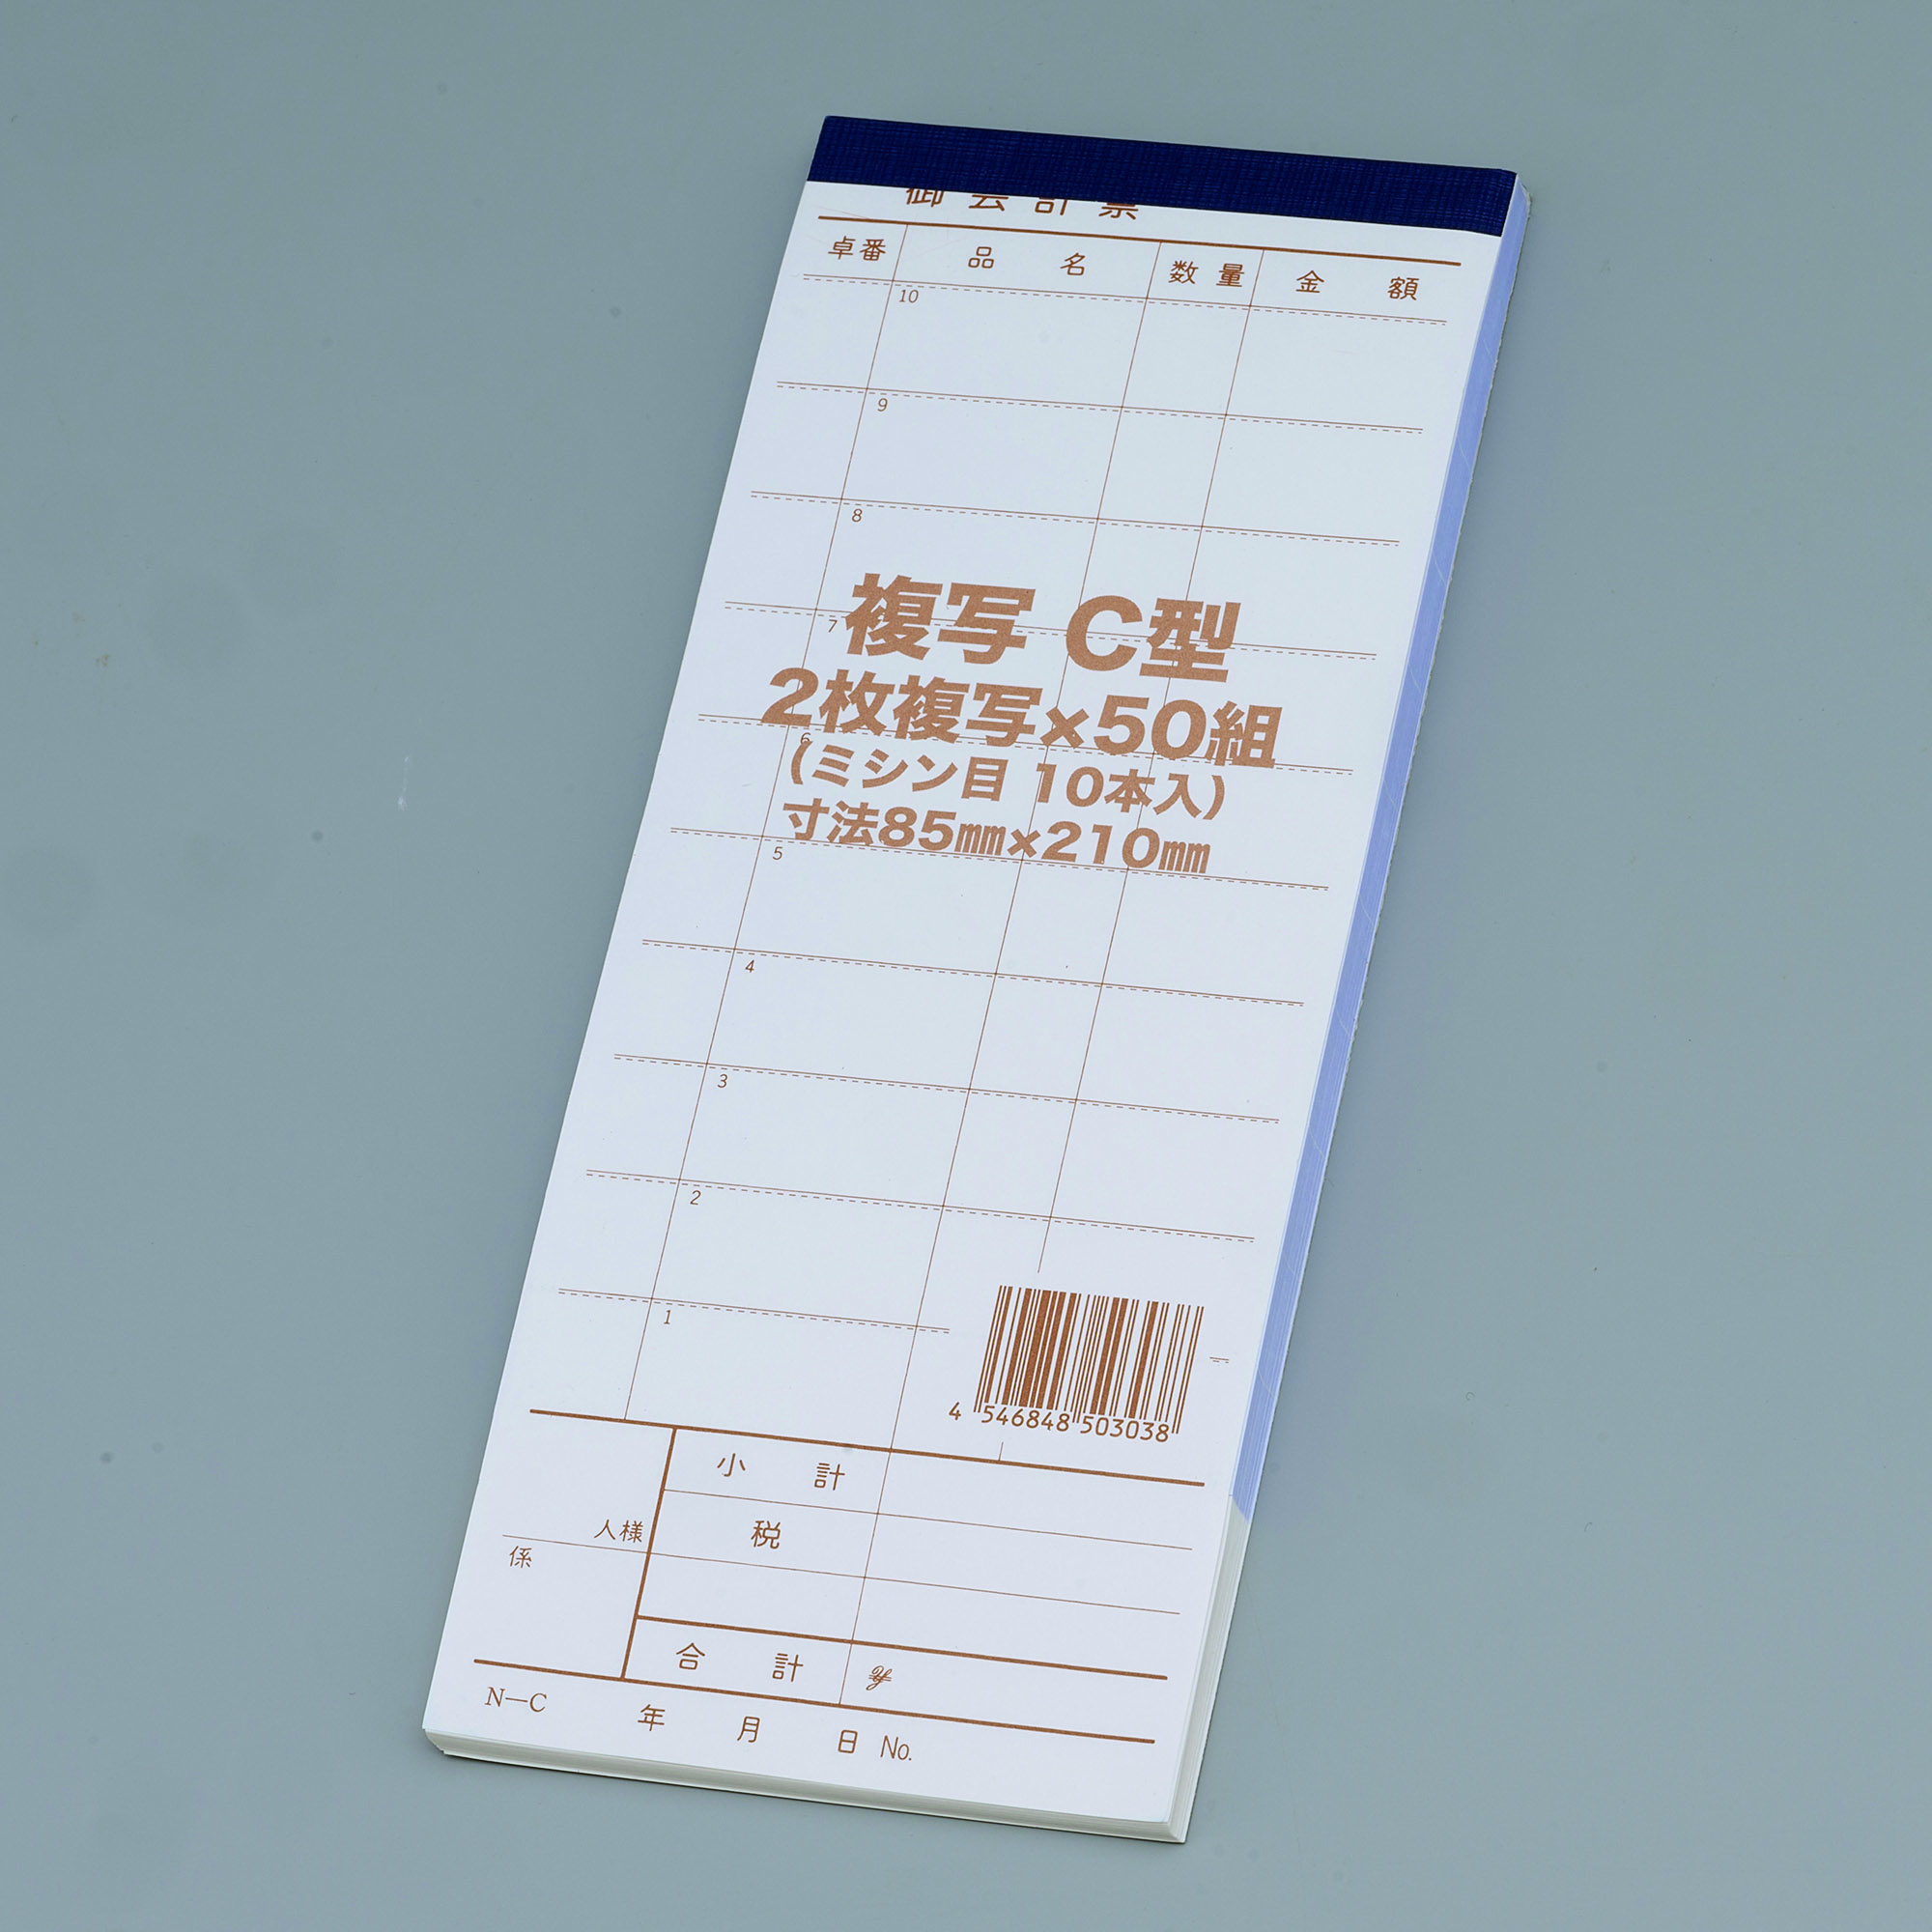 御会計票
卓番 品名 数量 金額
10
9
8
7
複写 C型
2枚複写×50組
6
(ミシン目 10本入)
寸法85㎜×210㎜
5
4
3
2
1
4 546848 503038
小計
人様 税
係
合計 ¥
N—C 年 月 日 No.